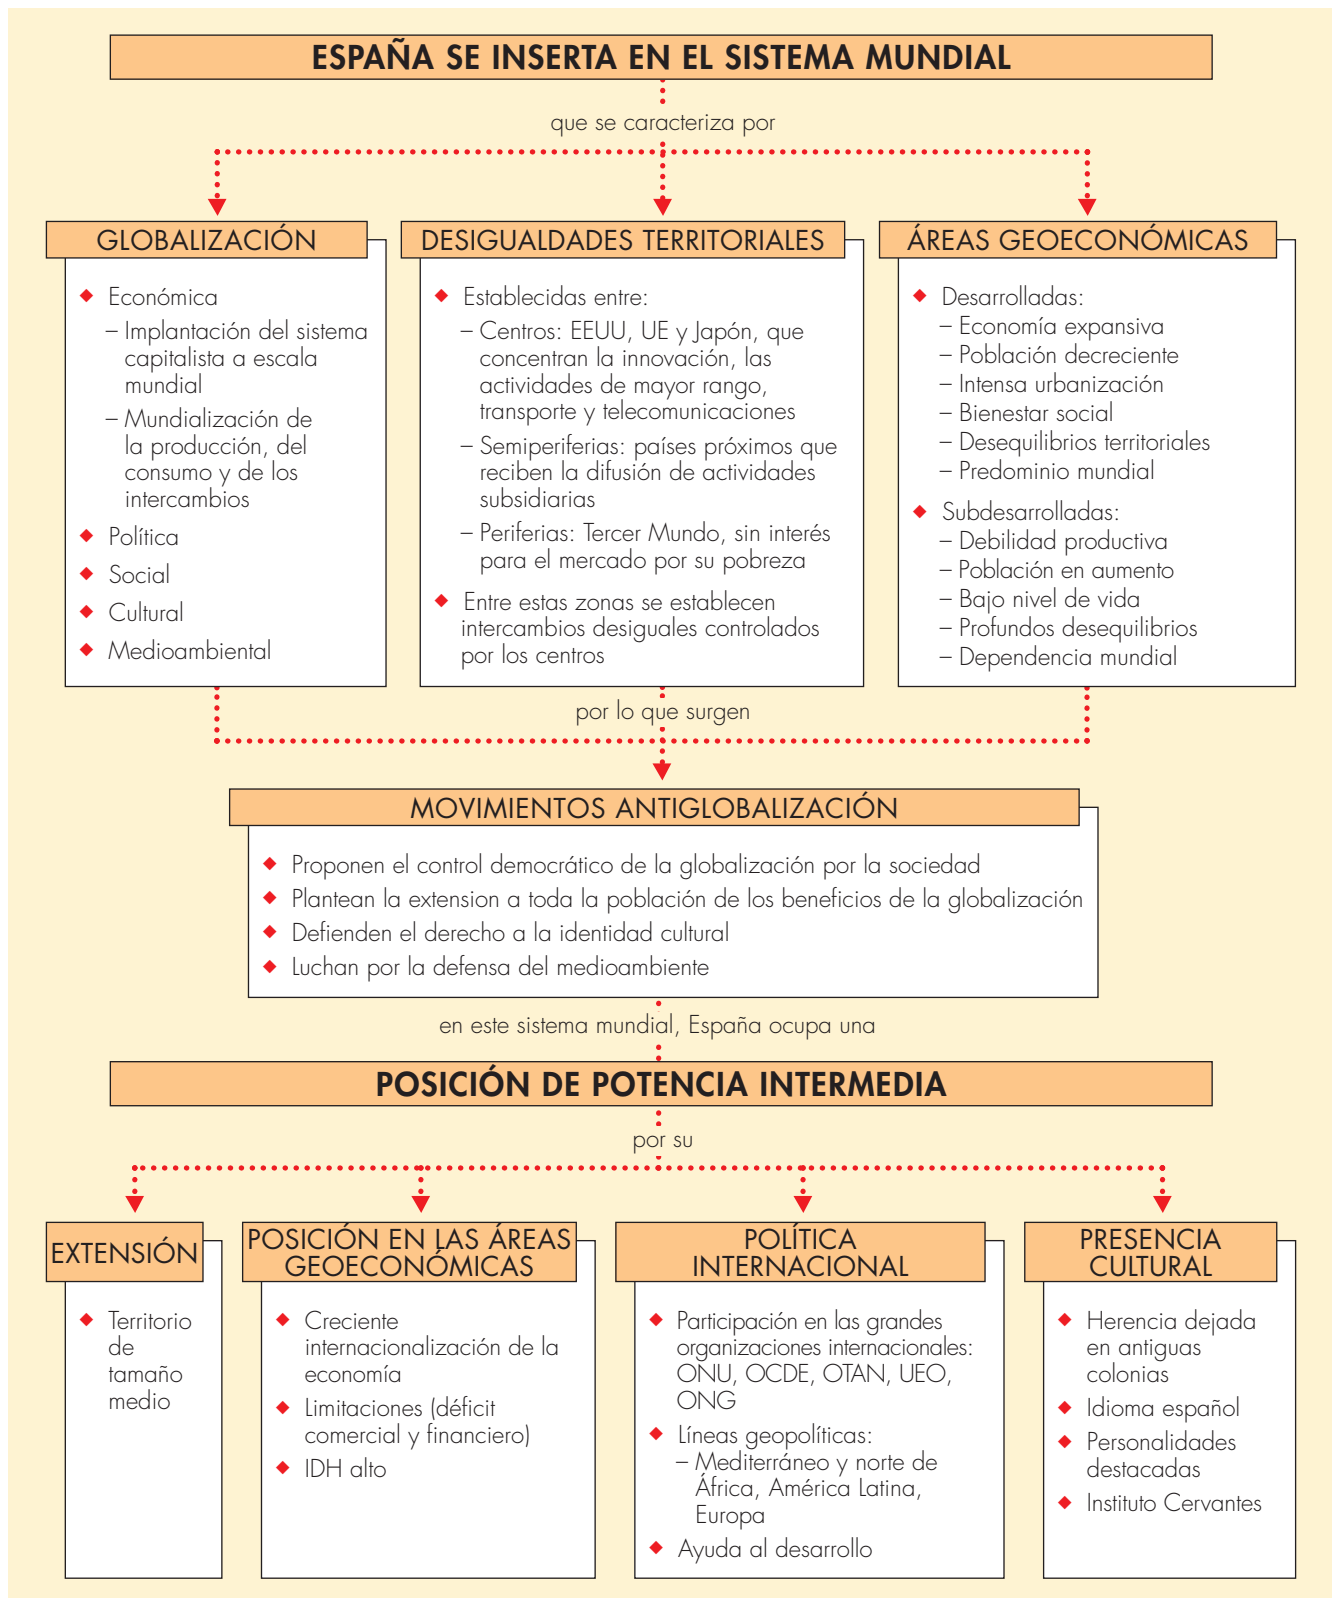 ESPAÑA SE INSERTA EN EL SISTEMA MUNDIAL
que se caracteriza por
GLOBALIZACIÓN
Económica
– Implantación del sistema
capitalista a escala
mundial
– Mundialización de
la producción, del
consumo y de los
intercambios
Política
Social
Cultural
Medioambiental
DESIGUALDADES TERRITORIALES
Establecidas entre:
– Centros: EEUU, UE y Japón, que
concentran la innovación, las
actividades de mayor rango,
transporte y telecomunicaciones
– Semiperiferias: países próximos que
reciben la difusión de actividades
subsidiarias
– Periferias: Tercer Mundo, sin interés
para el mercado por su pobreza
Entre estas zonas se establecen
intercambios desiguales controlados
por los centros
ÁREAS GEOECONÓMICAS
Desarrolladas:
– Economía expansiva
– Población decreciente
– Intensa urbanización
– Bienestar social
– Desequilibrios territoriales
– Predominio mundial
Subdesarrolladas:
– Debilidad productiva
– Población en aumento
– Bajo nivel de vida
– Profundos desequilibrios
– Dependencia mundial
por lo que surgen
MOVIMIENTOS ANTIGLOBALIZACIÓN
Proponen el control democrático de la globalización por la sociedad
Plantean la extension a toda la población de los beneficios de la globalización
Defienden el derecho a la identidad cultural
Luchan por la defensa del medioambiente
en este sistema mundial, España ocupa una
POSICIÓN DE POTENCIA INTERMEDIA
por su
EXTENSIÓN
Territorio
de
tamaño
medio
POSICIÓN EN LAS ÁREAS
GEOECONÓMICAS
Creciente
internacionalización de la
economía
Limitaciones (déficit
comercial y financiero)
IDH alto
POLÍTICA
INTERNACIONAL
Participación en las grandes
organizaciones internacionales:
ONU, OCDE, OTAN, UEO,
ONG
Líneas geopolíticas:
– Mediterráneo y norte de
África, América Latina,
Europa
Ayuda al desarrollo
PRESENCIA
CULTURAL
Herencia dejada
en antiguas
colonias
Idioma español
Personalidades
destacadas
Instituto Cervantes